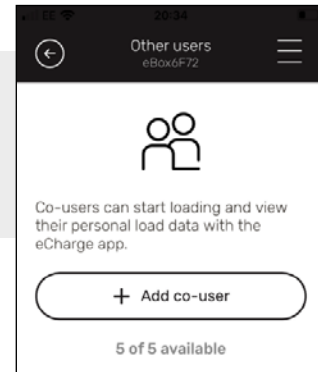 EE 20:34
Other users
eBox6F72
Co-users can start loading and view
their personal load data with the
eCharge app.
+ Add co-user
5 of 5 available